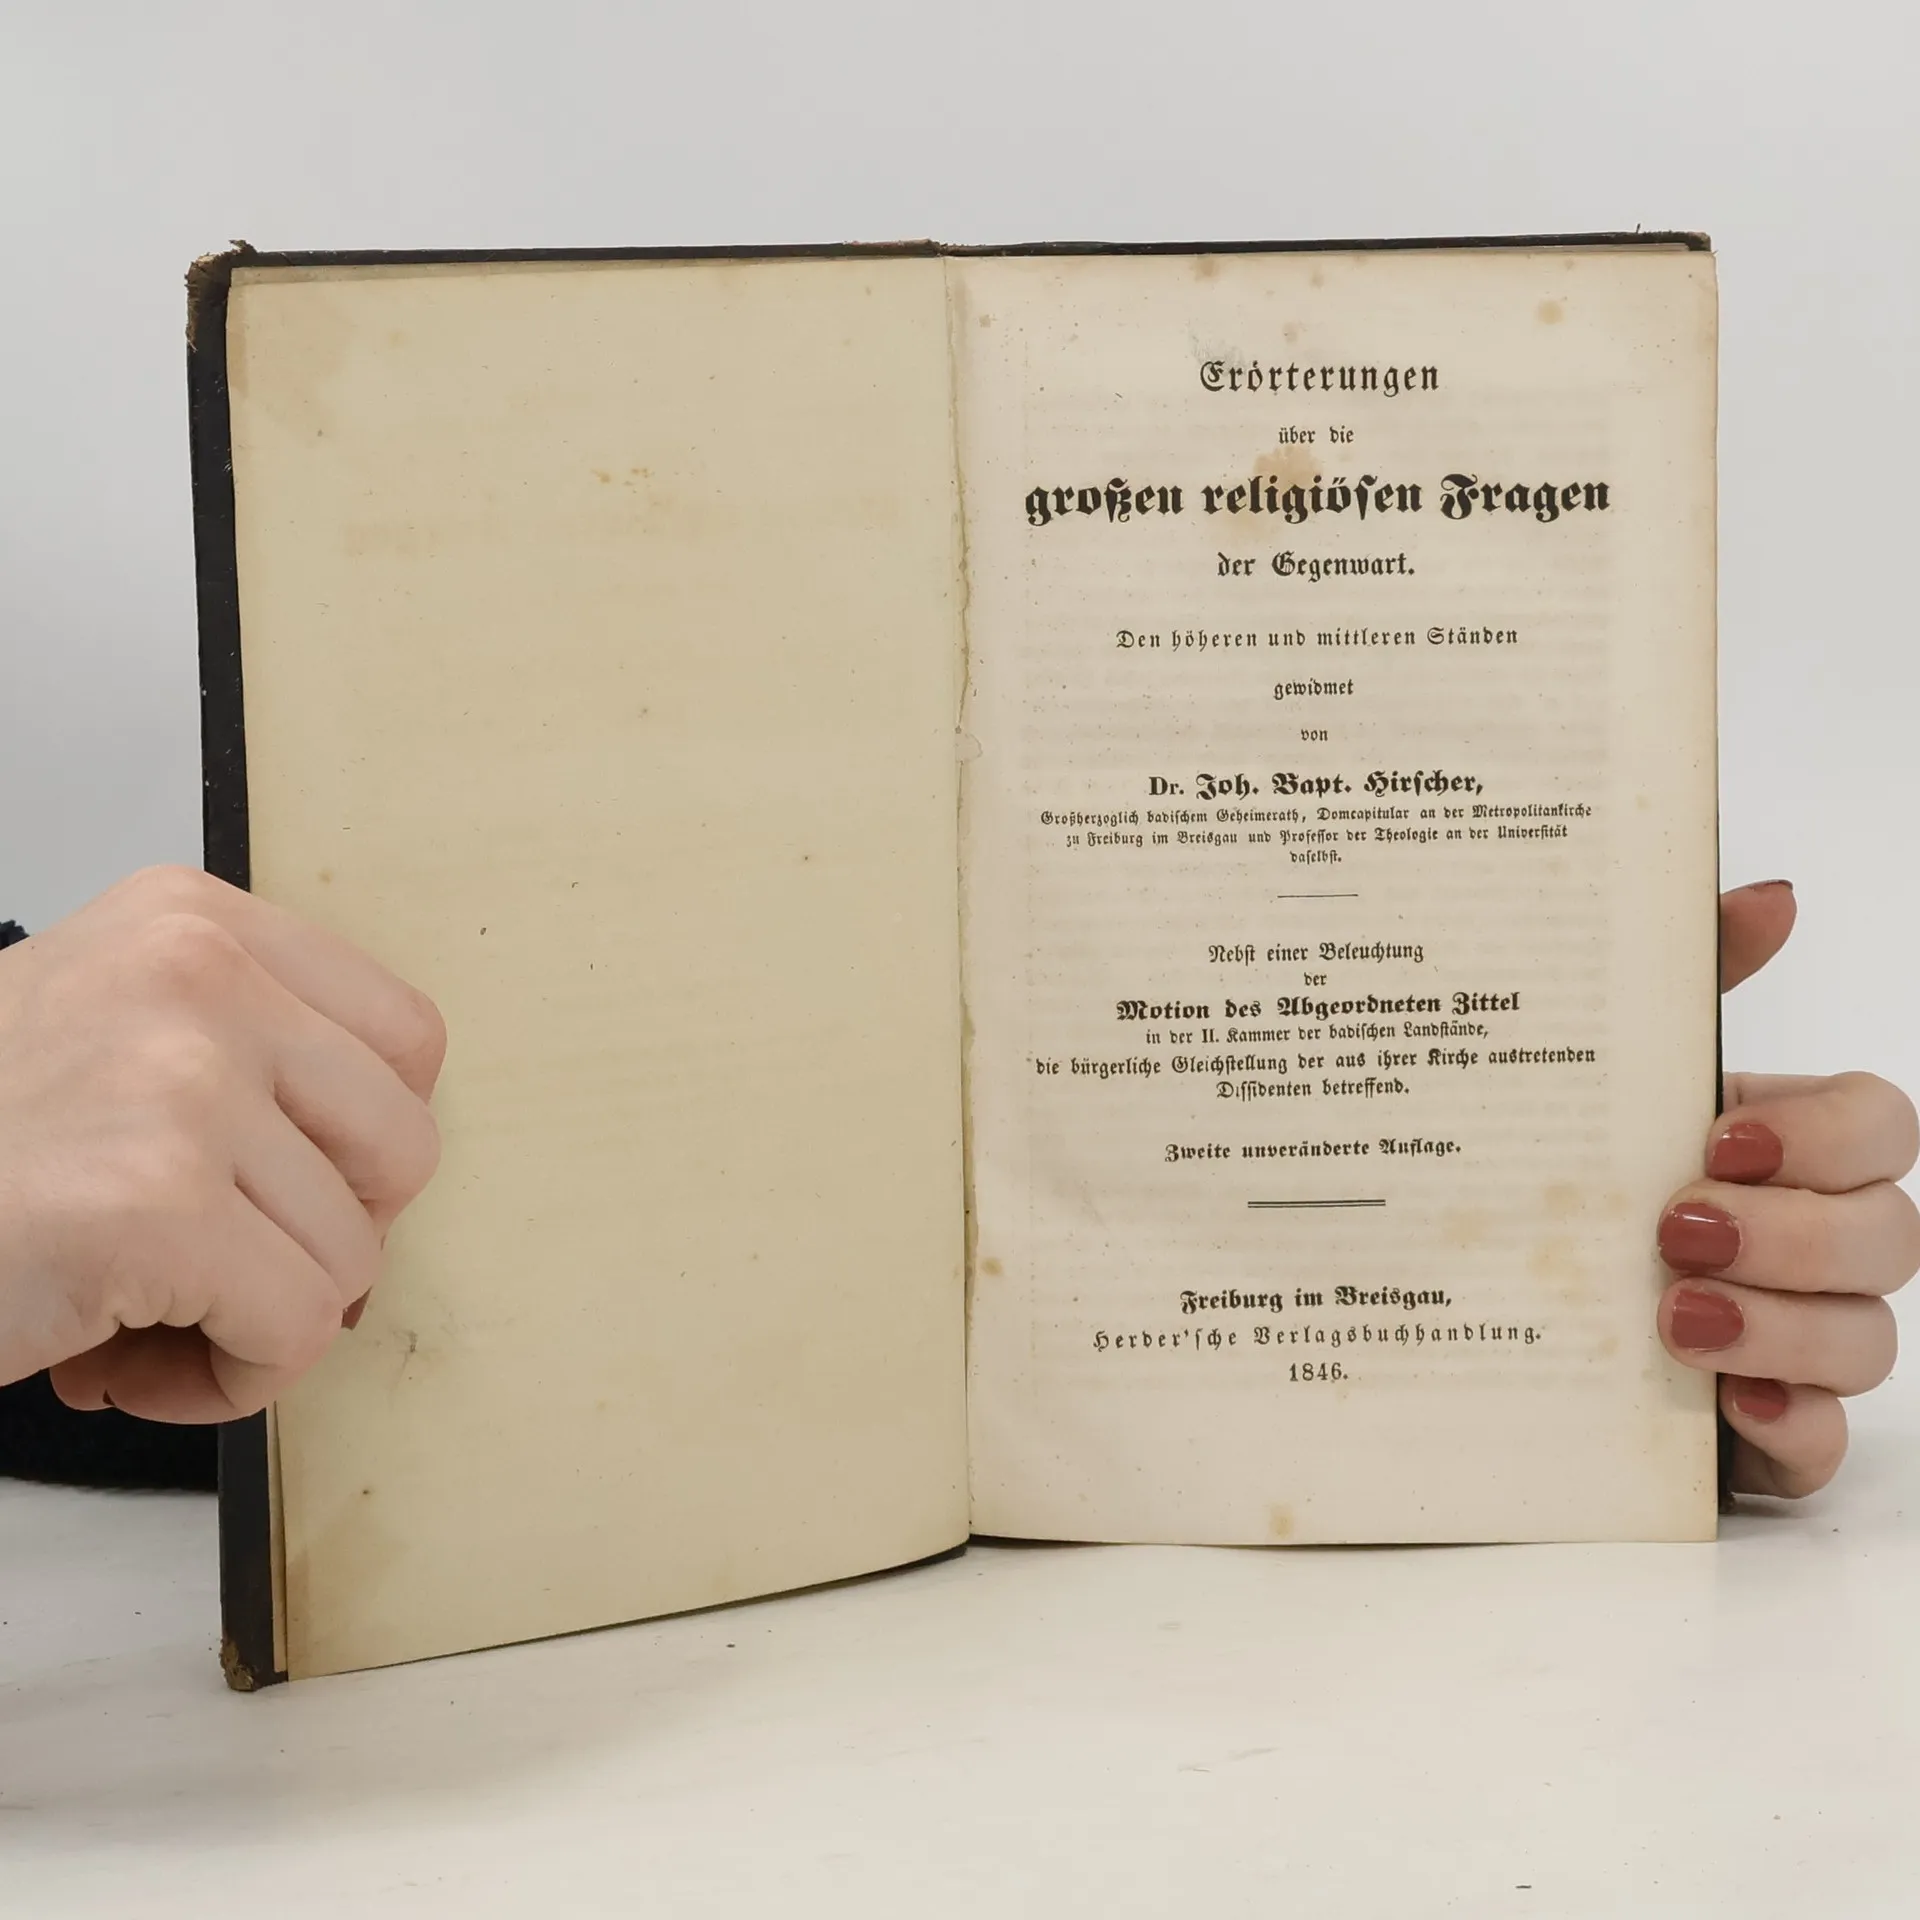 Erörterungen
über die
großen religiösen Fragen
der Gegenwart.
Den höheren und mittleren Ständen
gewidmet
von
Dr. Joh. Bapt. Hirscher,
Großherzoglich badischem Geheimerath, Domcapitular an der Metropolitankirche
zu Freiburg im Breisgau und Professor der Theologie an der Universität
daselbst.
Nebst einer Beleuchtung
der
Motion des Abgeordneten Zittel
in der II. Kammer der badischen Landstände,
die bürgerliche Gleichstellung der aus ihrer Kirche austretenden
Dissidenten betreffend.
Zweite unveränderte Auflage.
Freiburg im Breisgau,
Herder'sche Verlagsbuchhandlung.
1846.